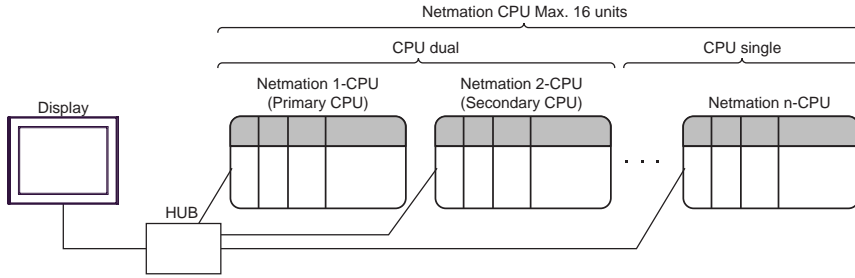 Netmation CPU Max. 16 units
CPU dual
CPU single
Netmation 1-CPU
(Primary CPU)
Netmation 2-CPU
(Secondary CPU)
Netmation n-CPU
Display
. . .
HUB